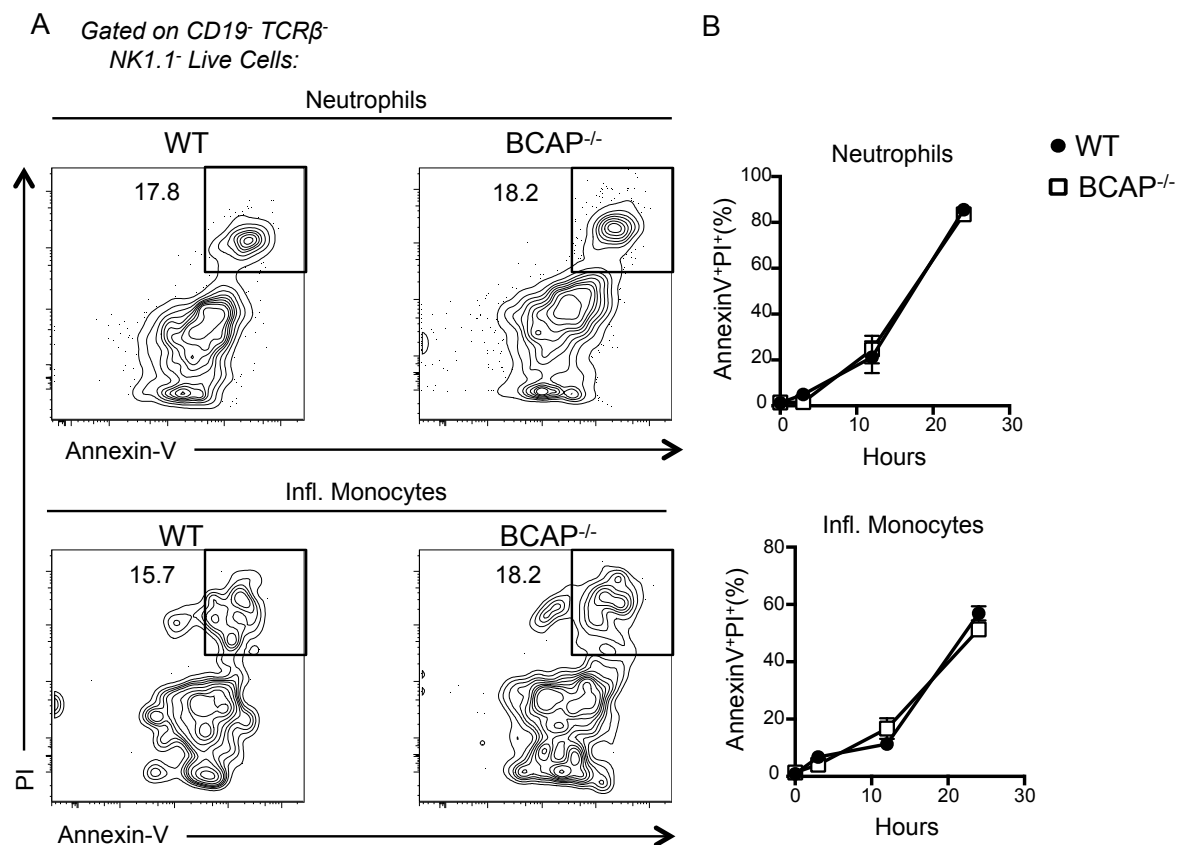 A
Gated on CD19- TCRβ-
NK1.1- Live Cells:
Neutrophils
WT
BCAP-/-
17.8
18.2
Annexin-V
Infl. Monocytes
WT
BCAP-/-
15.7
18.2
PI
Annexin-V
B
WT
BCAP-/-
Neutrophils
AnnexinV+PI+(%)
100
80
60
40
20
0
0
10
20
30
Hours
Infl. Monocytes
AnnexinV+PI+(%)
80
60
40
20
0
0
10
20
30
Hours